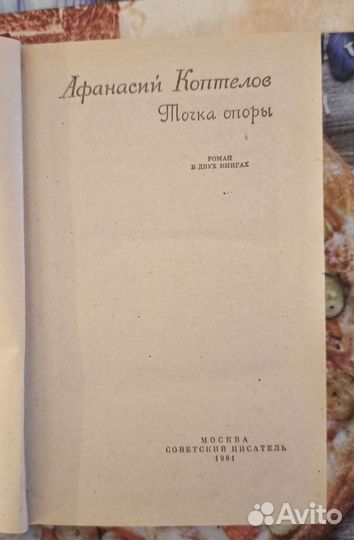 Афанасий Коптелов
Точка опоры
РОМАН
В ДВУХ КНИГАХ
МОСКВА
СОВЕТСКИЙ ПИСАТЕЛЬ
1981
Avito